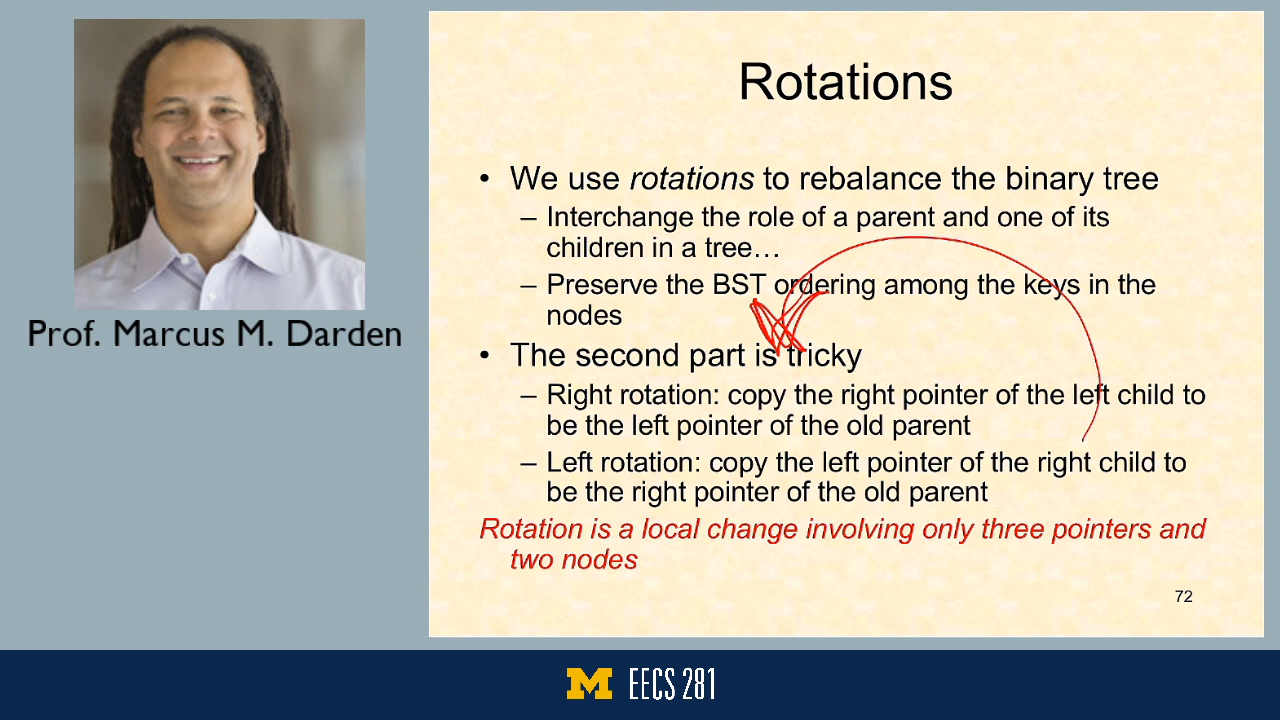 Prof. Marcus M. Darden
Rotations
• We use rotations to rebalance the binary tree
– Interchange the role of a parent and one of its
children in a tree…
– Preserve the BST ordering among the keys in the
nodes
• The second part is tricky
– Right rotation: copy the right pointer of the left child to
be the left pointer of the old parent
– Left rotation: copy the left pointer of the right child to
be the right pointer of the old parent
Rotation is a local change involving only three pointers and
two nodes
72
M EECS 281